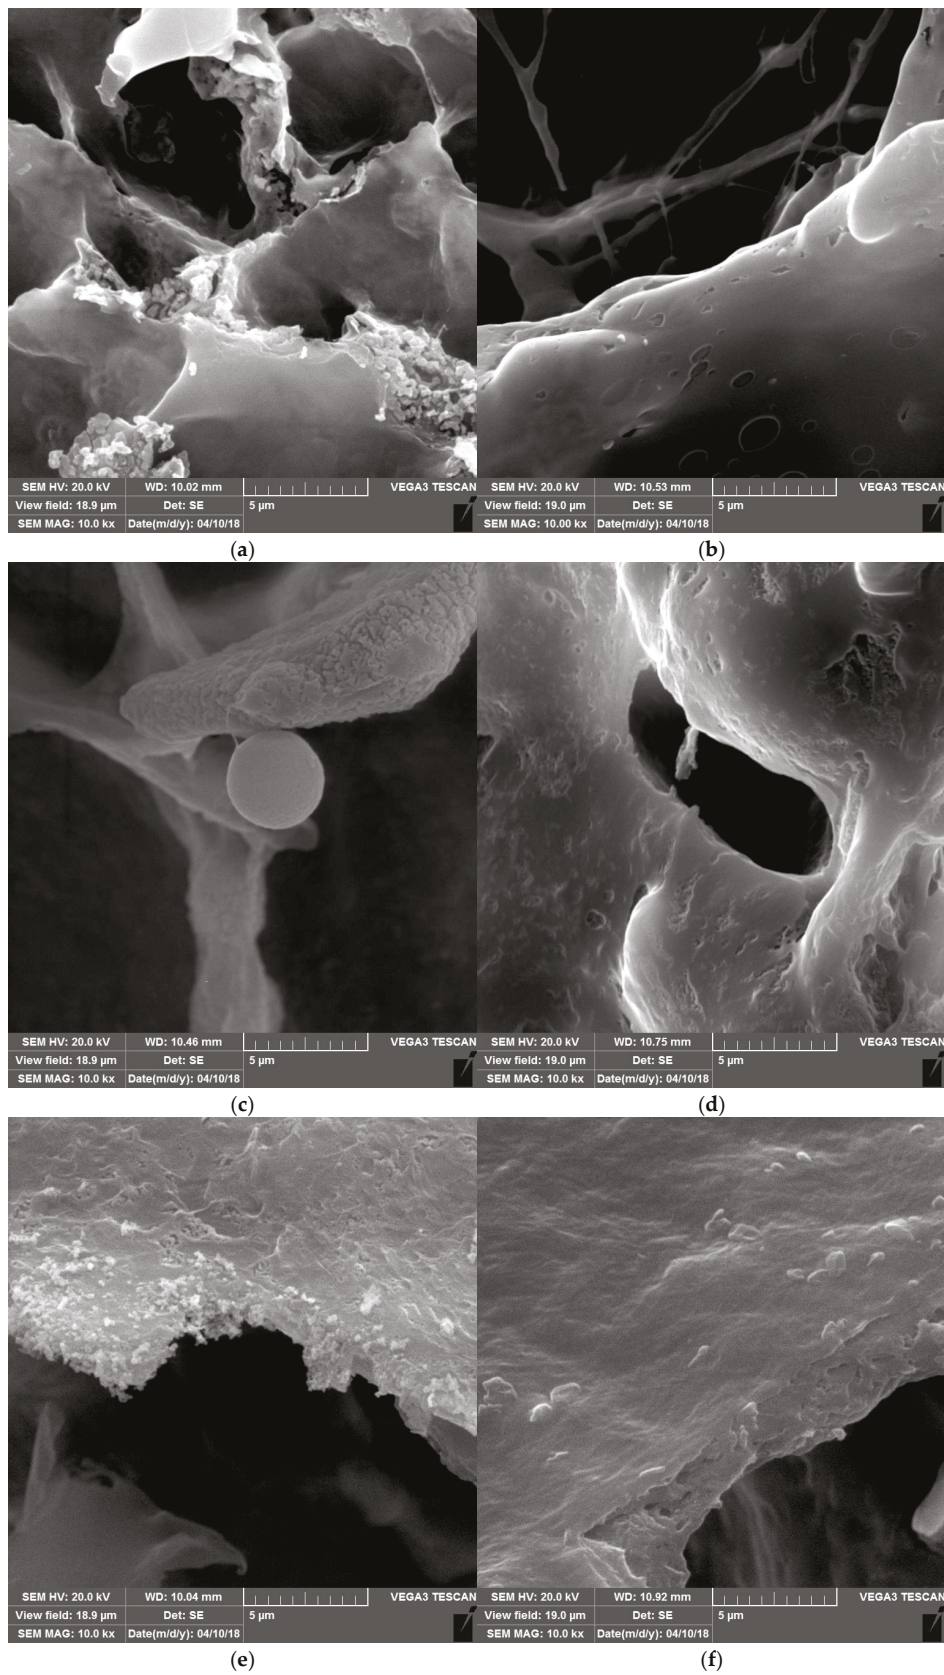 SEM HV: 20.0 kV WD: 10.02 mm VEGA3 TESCAN
View field: 18.9 µm Det: SE 5 µm
SEM MAG: 10.0 kx Date(m/d/y): 04/10/18
(a)
SEM HV: 20.0 kV WD: 10.53 mm VEGA3 TESCAN
View field: 19.0 µm Det: SE 5 µm
SEM MAG: 10.00 kx Date(m/d/y): 04/10/18
(b)
SEM HV: 20.0 kV WD: 10.46 mm VEGA3 TESCAN
View field: 18.9 µm Det: SE 5 µm
SEM MAG: 10.0 kx Date(m/d/y): 04/10/18
(c)
SEM HV: 20.0 kV WD: 10.75 mm VEGA3 TESCAN
View field: 19.0 µm Det: SE 5 µm
SEM MAG: 10.0 kx Date(m/d/y): 04/10/18
(d)
SEM HV: 20.0 kV WD: 10.04 mm VEGA3 TESCAN
View field: 18.9 µm Det: SE 5 µm
SEM MAG: 10.0 kx Date(m/d/y): 04/10/18
(e)
SEM HV: 20.0 kV WD: 10.92 mm VEGA3 TESCAN
View field: 19.0 µm Det: SE 5 µm
SEM MAG: 10.0 kx Date(m/d/y): 04/10/18
(f)